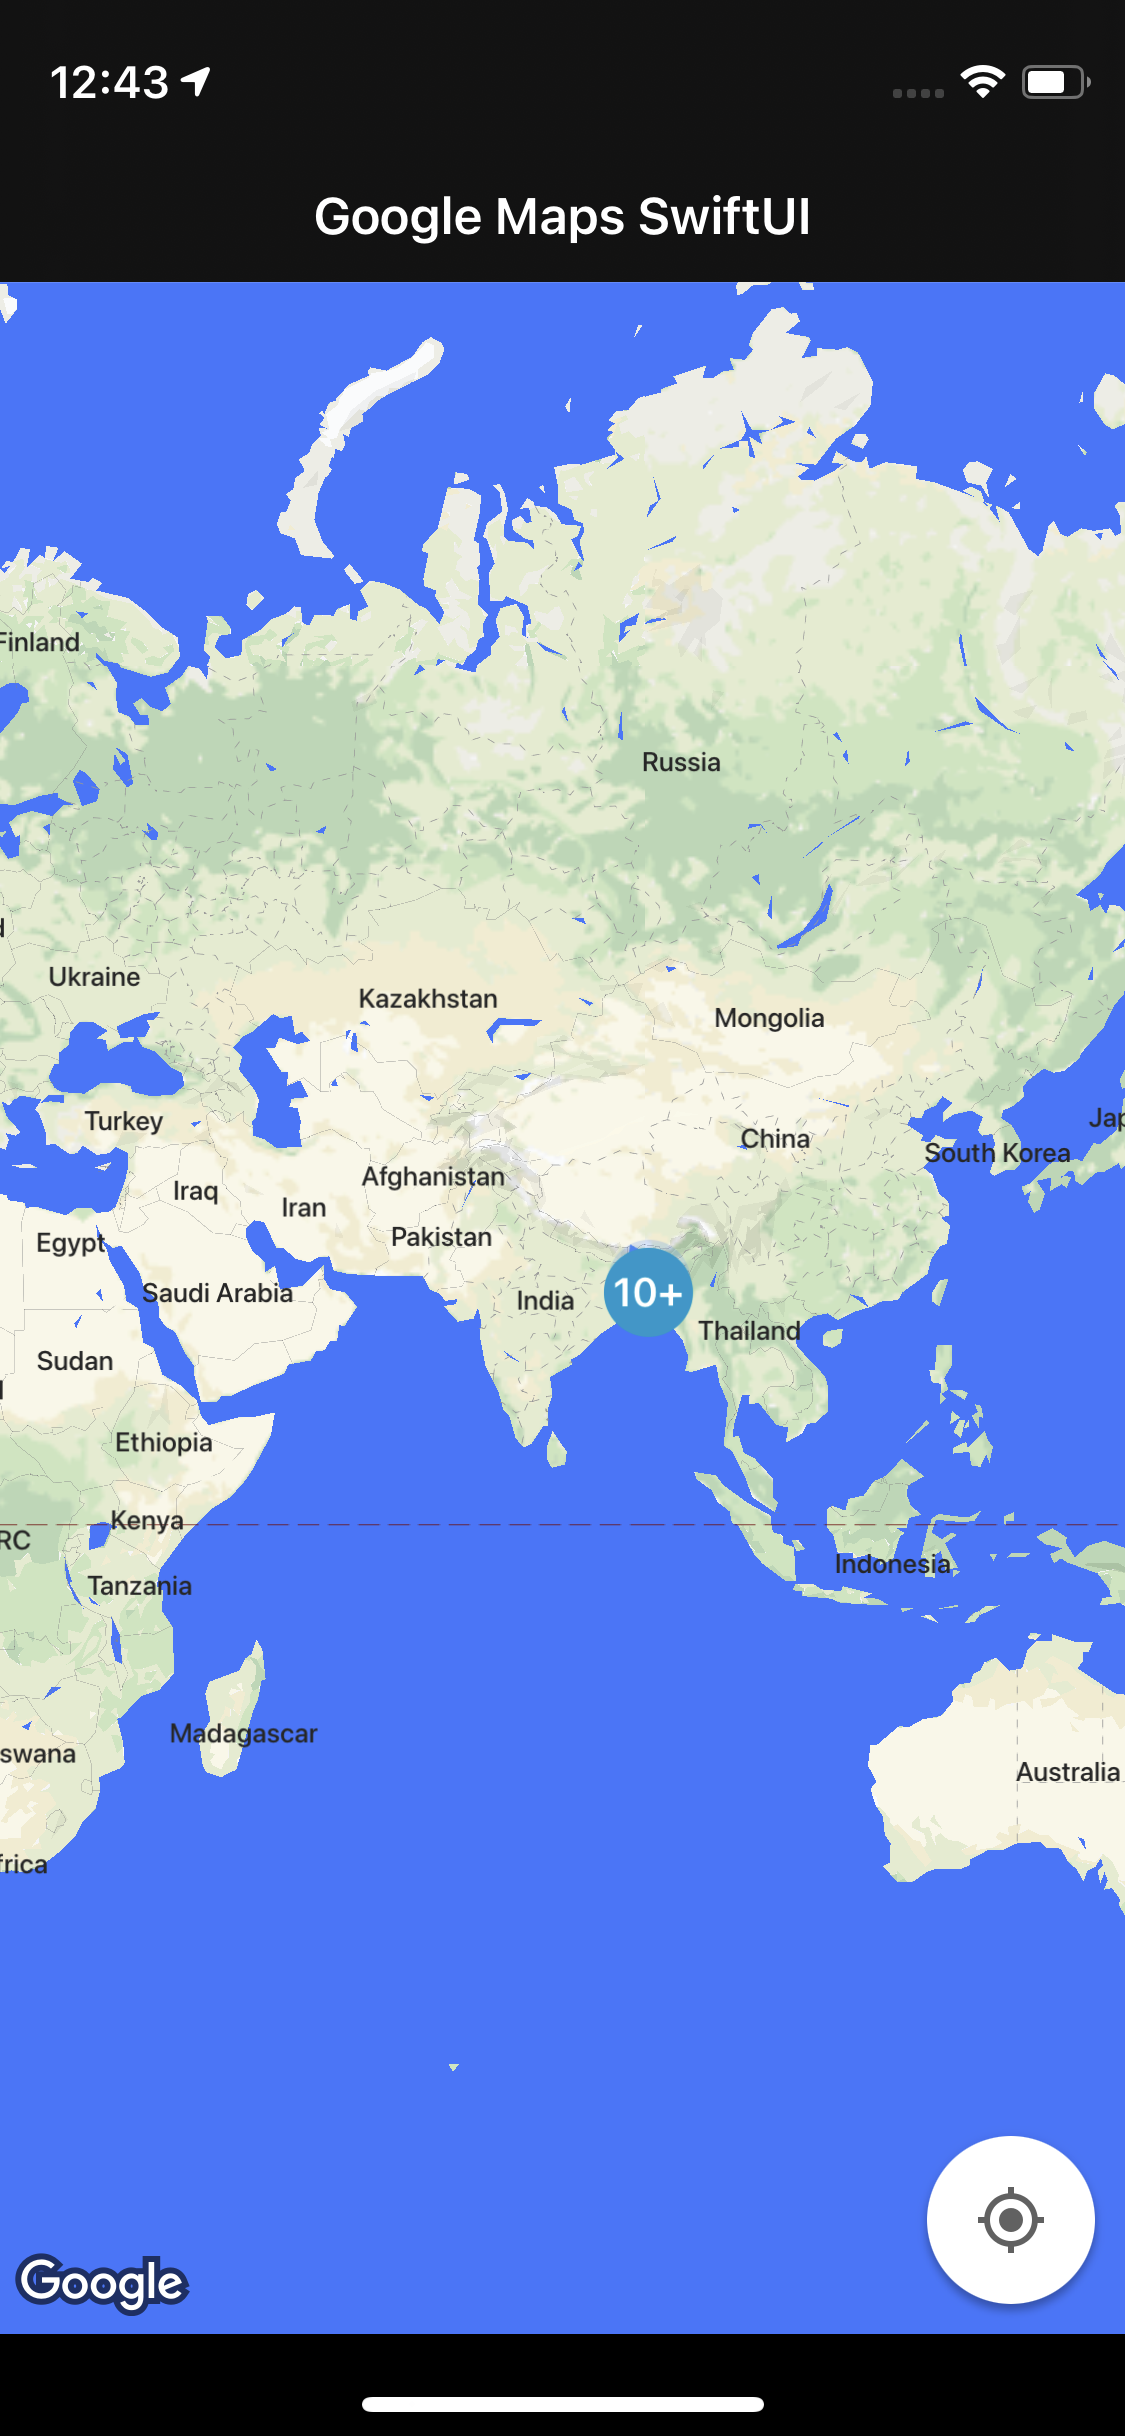 12:43
Google Maps SwiftUI
Finland
Russia
Ukraine
Kazakhstan
Mongolia
Turkey
China
Jap
South Korea
Afghanistan
Iraq
Iran
Pakistan
Egypt
Saudi Arabia
India
10+
Thailand
Sudan
Ethiopia
Kenya
RC
Indonesia
Tanzania
Madagascar
swana
Australia
frica
Google